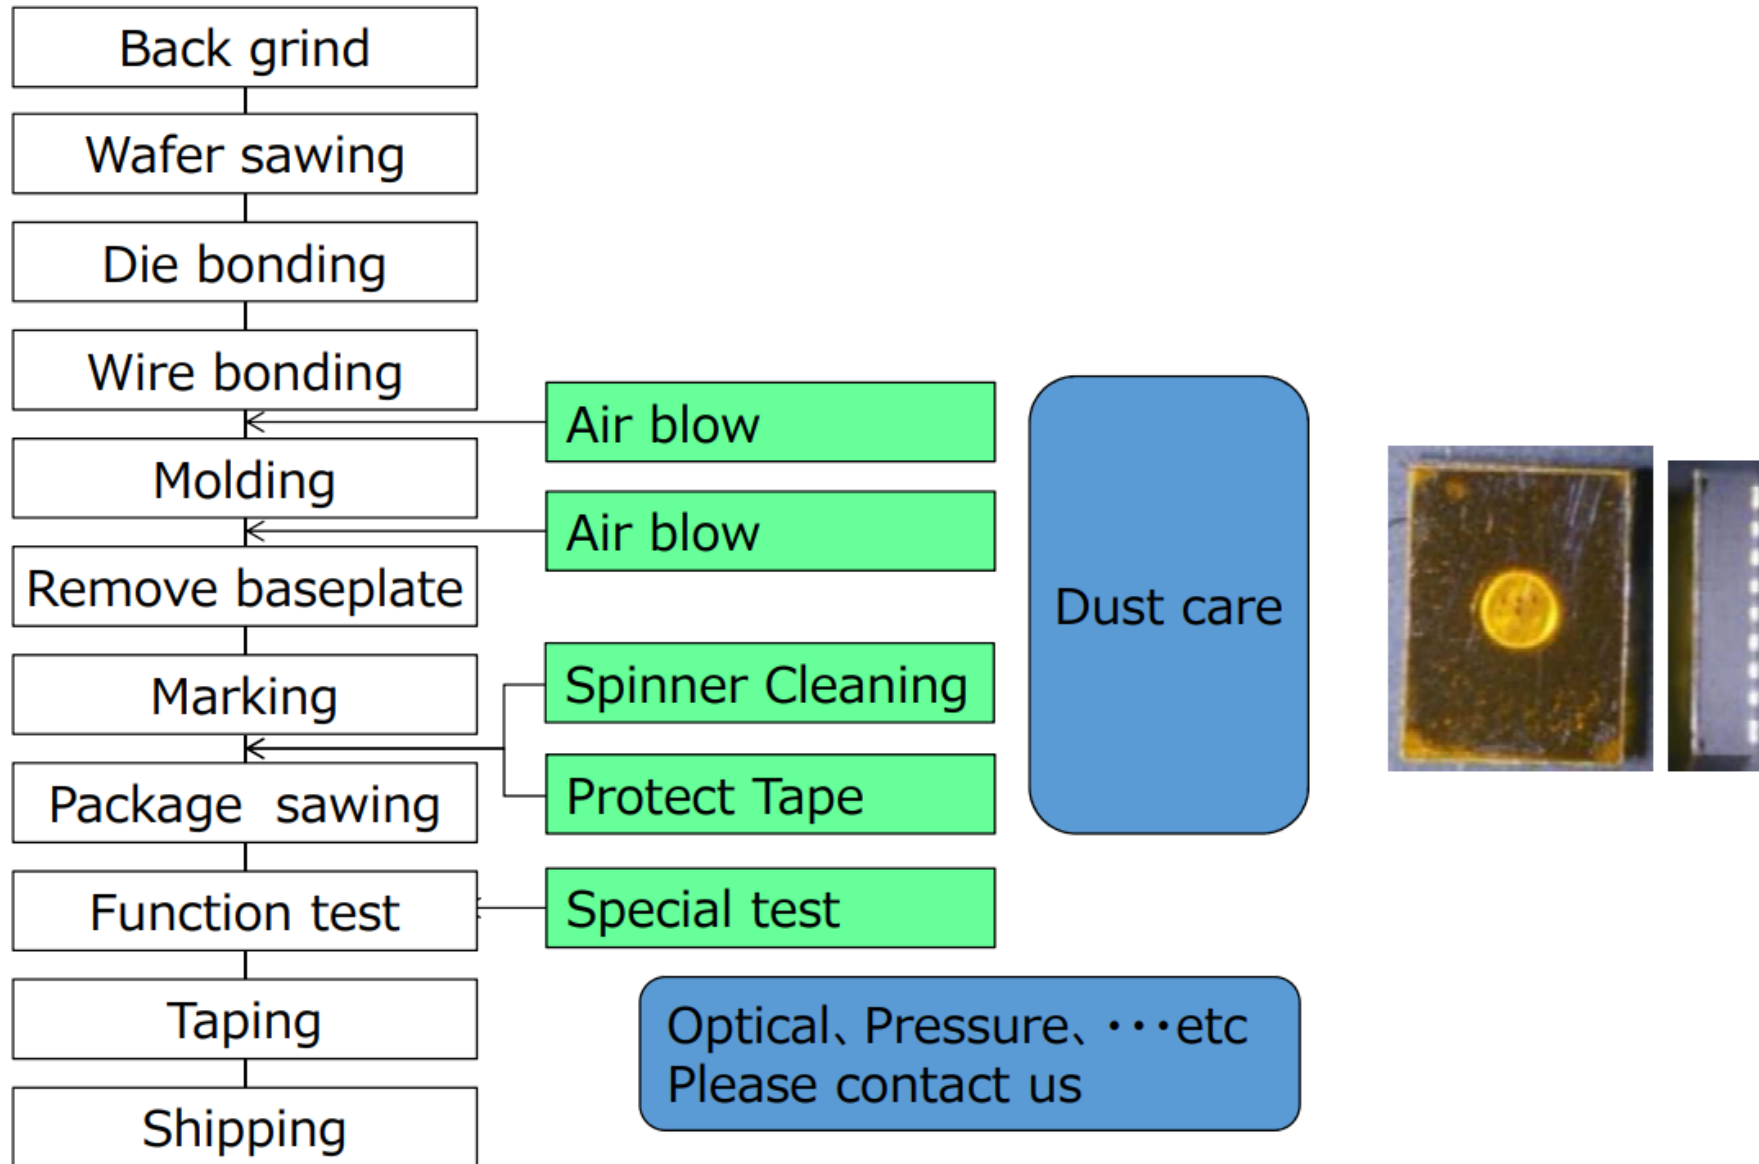 Back grind
Wafer sawing
Die bonding
Wire bonding
Molding
Remove baseplate
Marking
Package sawing
Function test
Taping
Shipping
Air blow
Air blow
Spinner Cleaning
Protect Tape
Special test
Dust care
Optical、Pressure、・・・etc
Please contact us